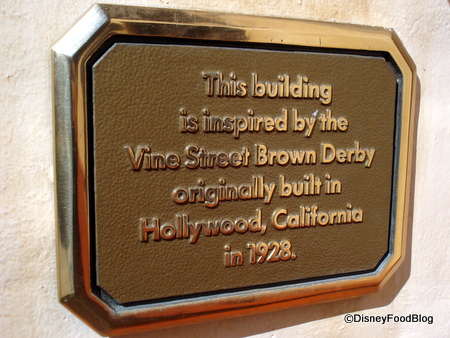 This building
is inspired by the
Vine Street Brown Derby
originally built in
Hollywood, California
in 1928.
©DisneyFoodBlog